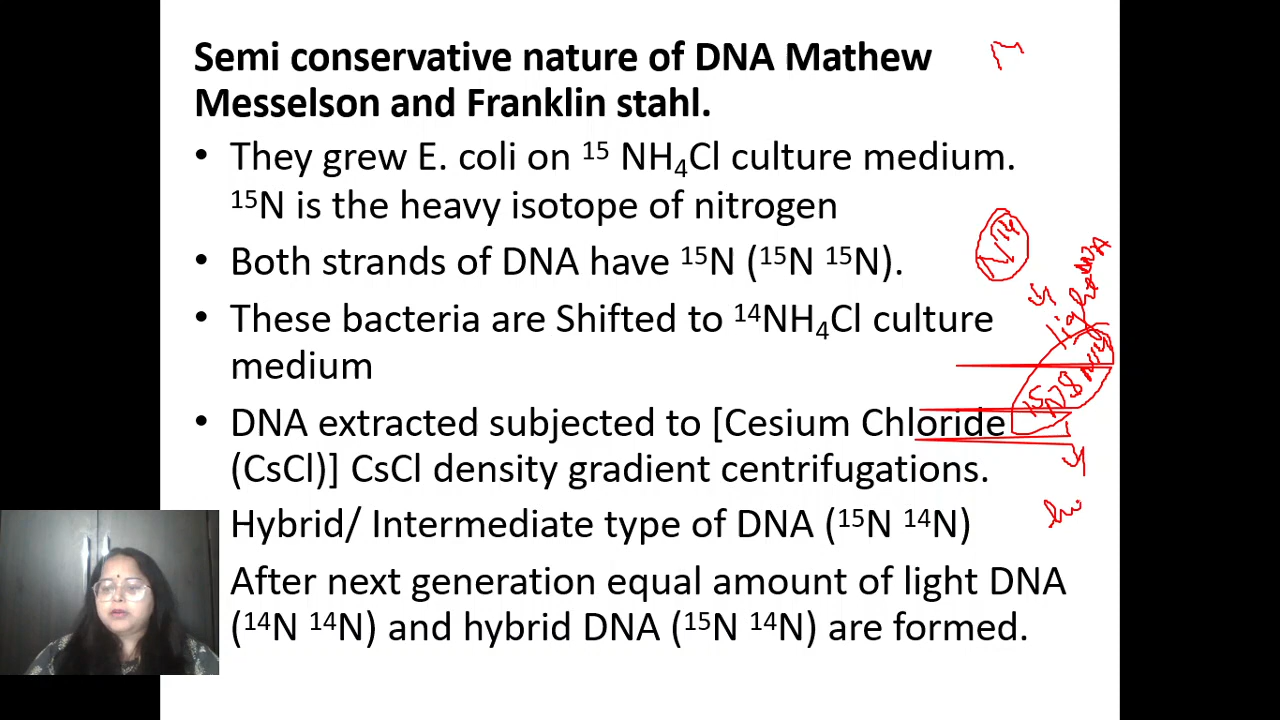 Semi conservative nature of DNA Mathew
Messelson and Franklin stahl.
• They grew E. coli on ¹⁵ NH₄Cl culture medium.
¹⁵N is the heavy isotope of nitrogen
• Both strands of DNA have ¹⁵N (¹⁵N ¹⁵N).
• These bacteria are Shifted to ¹⁴NH₄Cl culture
medium
• DNA extracted subjected to [Cesium Chloride
(CsCl)] CsCl density gradient centrifugations.
Hybrid/ Intermediate type of DNA (¹⁵N ¹⁴N)
After next generation equal amount of light DNA
(¹⁴N ¹⁴N) and hybrid DNA (¹⁵N ¹⁴N) are formed.
N¹⁴
light DNA